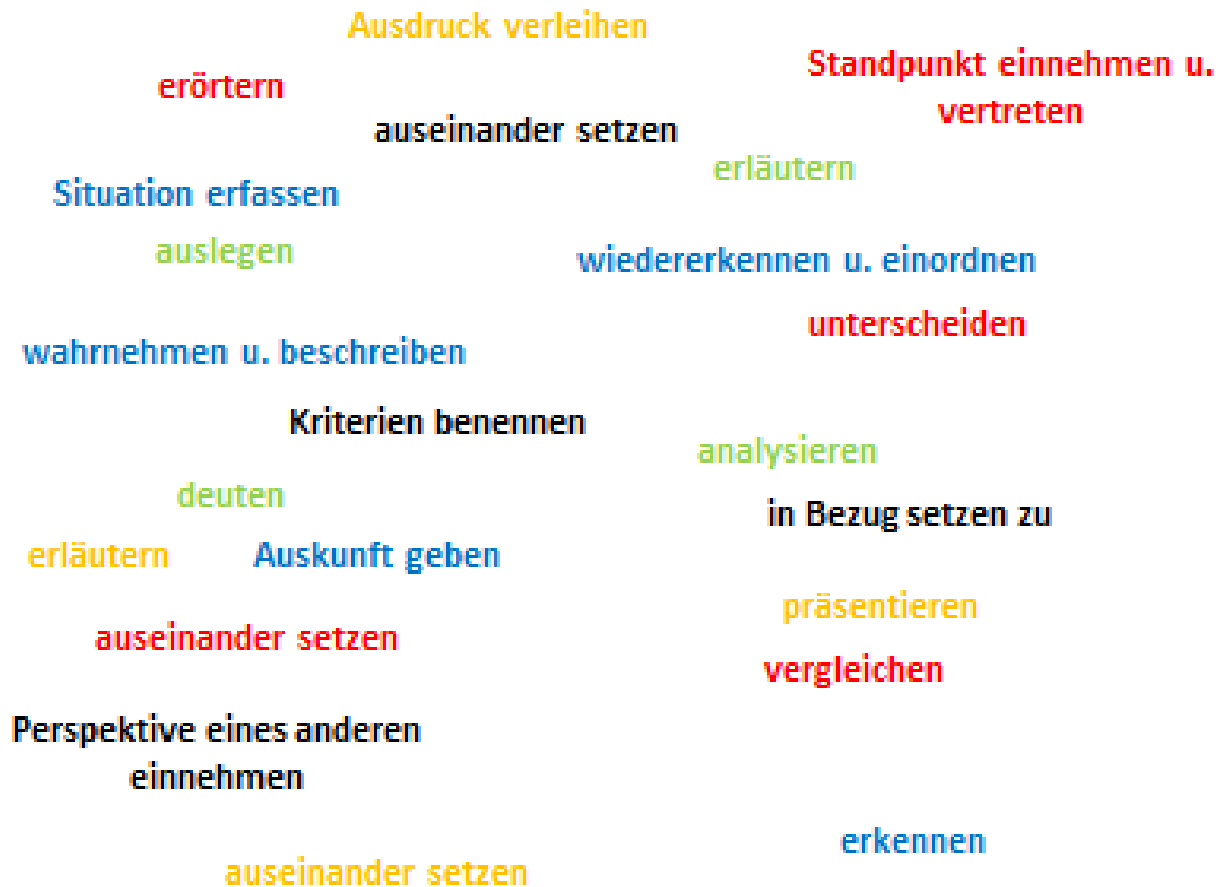 Ausdruck verleihen
Standpunkt einnehmen u.
vertreten
erörtern
auseinander setzen
erläutern
Situation erfassen
auslegen
wiedererkennen u. einordnen
unterscheiden
wahrnehmen u. beschreiben
Kriterien benennen
analysieren
deuten
in Bezug setzen zu
erläutern
Auskunft geben
präsentieren
auseinander setzen
vergleichen
Perspektive eines anderen
einnehmen
erkennen
auseinander setzen